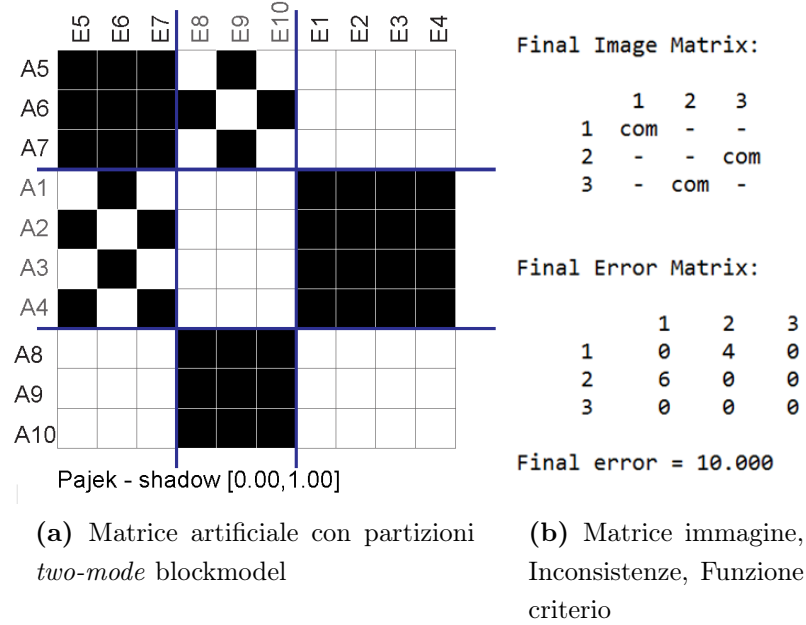 E5 E6 E7 E8 E9 E10 E1 E2 E3 E4
A5
A6
A7
A1
A2
A3
A4
A8
A9
A10
Pajek - shadow [0.00,1.00]
(a) Matrice artificiale con partizioni
two-mode blockmodel
Final Image Matrix:
1 2 3
1 com - -
2 - - com
3 - com -
Final Error Matrix:
1 2 3
1 0 4 0
2 6 0 0
3 0 0 0
Final error = 10.000
(b) Matrice immagine,
Inconsistenze, Funzione
criterio